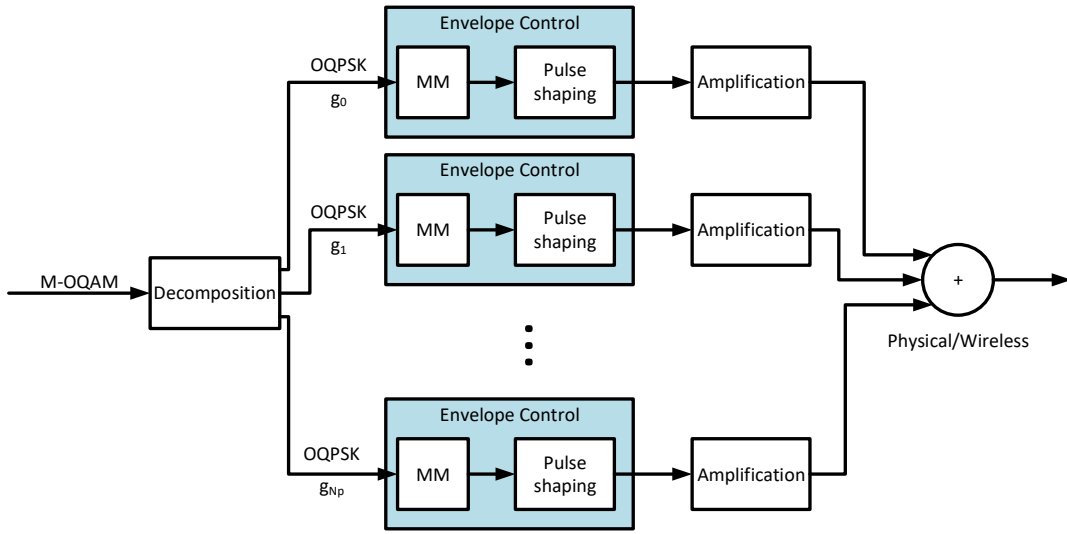 Envelope Control
OQPSK
g0
MM
Pulse
shaping
Amplification
Envelope Control
OQPSK
g1
MM
Pulse
shaping
Amplification
M-OQAM
Decomposition
+
Physical/Wireless
Envelope Control
OQPSK
gNp
MM
Pulse
shaping
Amplification